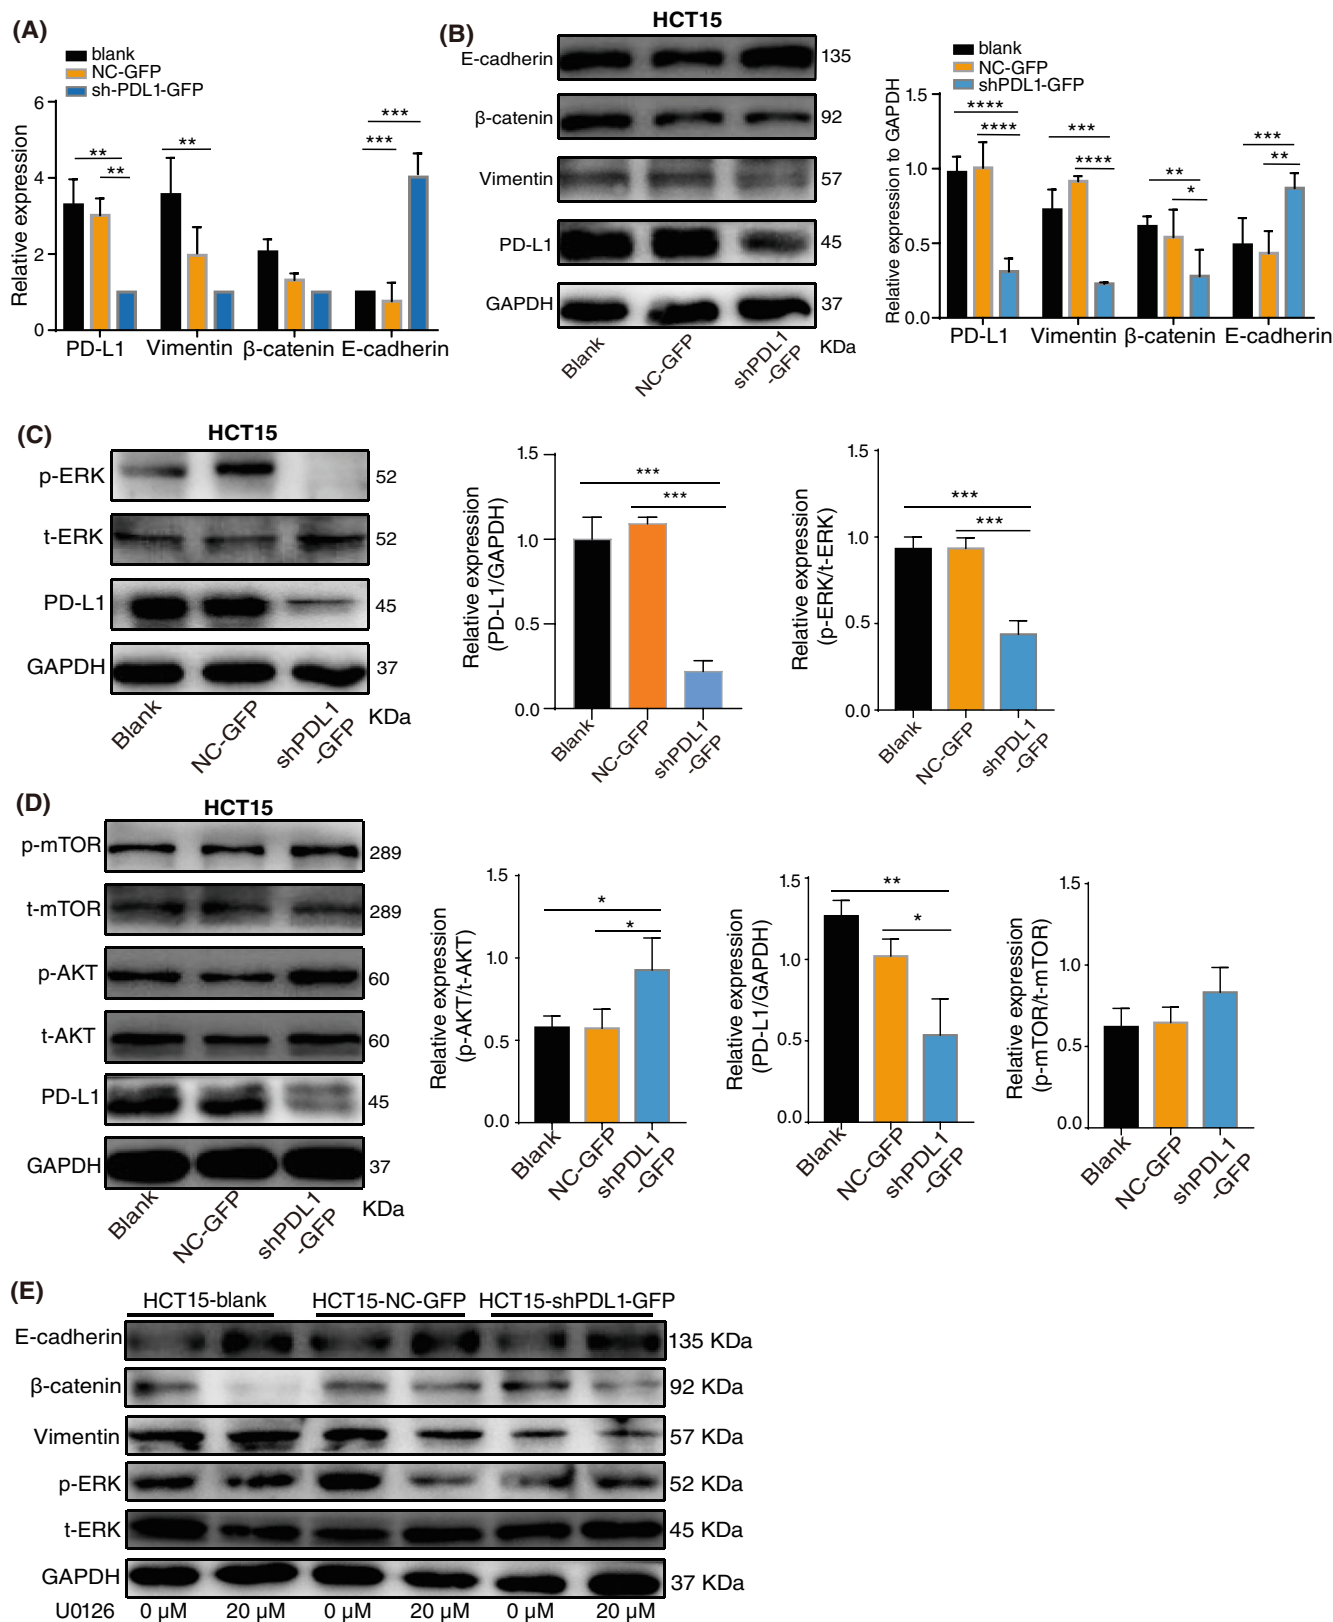 (A)
blank
NC-GFP
sh-PDL1-GFP
Relative expression
6
4
2
0
** ** ** *** ***
PD-L1 Vimentin β-catenin E-cadherin
(B)
HCT15
E-cadherin 135
β-catenin 92
Vimentin 57
PD-L1 45
GAPDH 37
Blank NC-GFP shPDL1 -GFP KDa
blank
NC-GFP
shPDL1-GFP
Relative expression to GAPDH
1.5
1.0
0.5
0.0
**** **** *** **** ** * *** **
PD-L1 Vimentin β-catenin E-cadherin
(C)
HCT15
p-ERK 52
t-ERK 52
PD-L1 45
GAPDH 37
Blank NC-GFP shPDL1 -GFP KDa
Relative expression
(PD-L1/GAPDH)
1.5
1.0
0.5
0.0
***
***
Blank NC-GFP shPDL1 -GFP
Relative expression
(p-ERK/t-ERK)
1.5
1.0
0.5
0.0
***
***
Blank NC-GFP shPDL1 -GFP
(D)
HCT15
p-mTOR 289
t-mTOR 289
p-AKT 60
t-AKT 60
PD-L1 45
GAPDH 37
Blank NC-GFP shPDL1 -GFP KDa
Relative expression
(p-AKT/t-AKT)
1.5
1.0
0.5
0.0
*
*
Blank NC-GFP shPDL1 -GFP
Relative expression
(PD-L1/GAPDH)
1.5
1.0
0.5
0.0
**
*
Blank NC-GFP shPDL1 -GFP
Relative expression
(p-mTOR/t-mTOR)
1.5
1.0
0.5
0.0
Blank NC-GFP shPDL1 -GFP
(E)
HCT15-blank HCT15-NC-GFP HCT15-shPDL1-GFP
E-cadherin 135 KDa
β-catenin 92 KDa
Vimentin 57 KDa
p-ERK 52 KDa
t-ERK 45 KDa
GAPDH 37 KDa
U0126 0 μM 20 μM 0 μM 20 μM 0 μM 20 μM